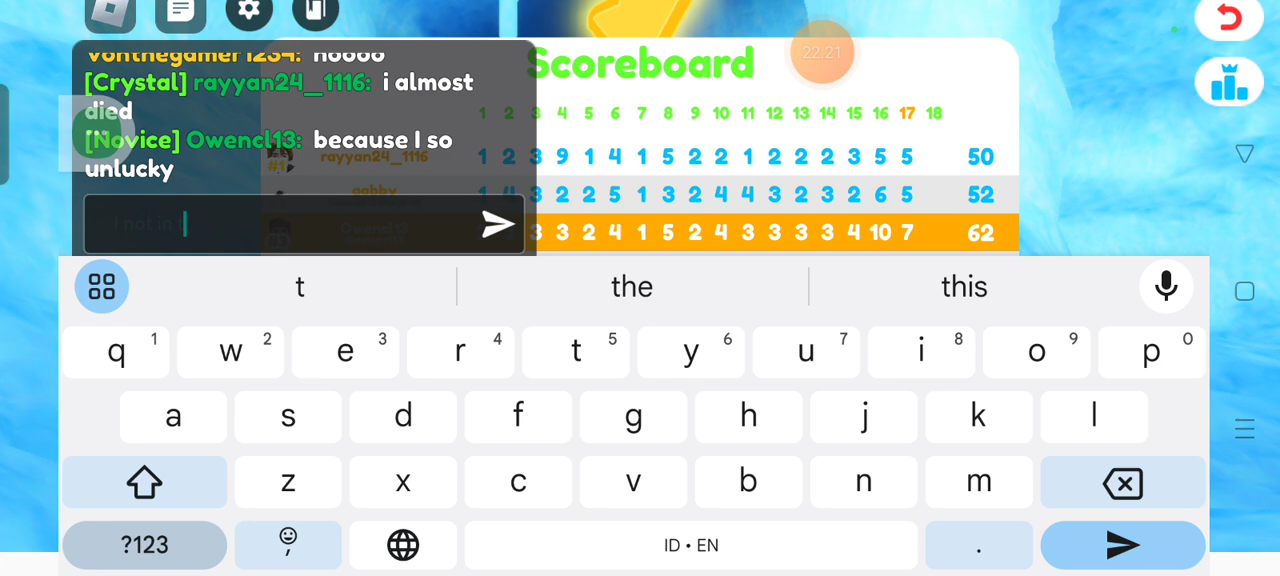 Scoreboard
22.21
vonthegamer1234: noooo
[Crystal] rayyan24_1116: i almost
died
[Novice] Owencl13: because I so
unlucky
I not in t
1 2 3 4 5 6 7 8 9 10 11 12 13 14 15 16 17 18
rayyan24_1116 1 2 3 9 1 4 1 5 2 2 1 2 2 2 3 5 5 50
#1
gabby 1 4 3 2 2 5 1 3 2 4 4 3 2 3 2 6 5 52
Owencl13 3 3 2 4 1 5 2 4 3 3 3 3 4 10 7 62
t the this
q 1 w 2 e 3 r 4 t 5 y 6 u 7 i 8 o 9 p 0
a s d f g h j k l
z x c v b n m
?123 , ID • EN .